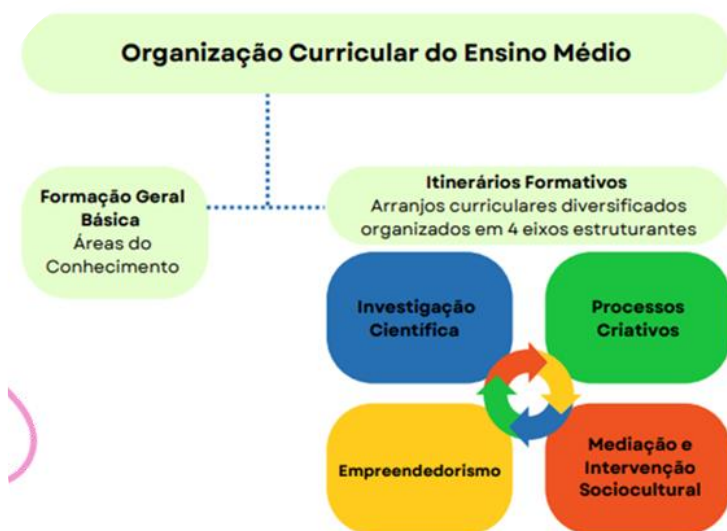 Organização Curricular do Ensino Médio
Formação Geral
Básica
Áreas do
Conhecimento
Itinerários Formativos
Arranjos curriculares diversificados
organizados em 4 eixos estruturantes
Investigação
Científica
Processos
Criativos
Empreendedorismo
Mediação e
Intervenção
Sociocultural